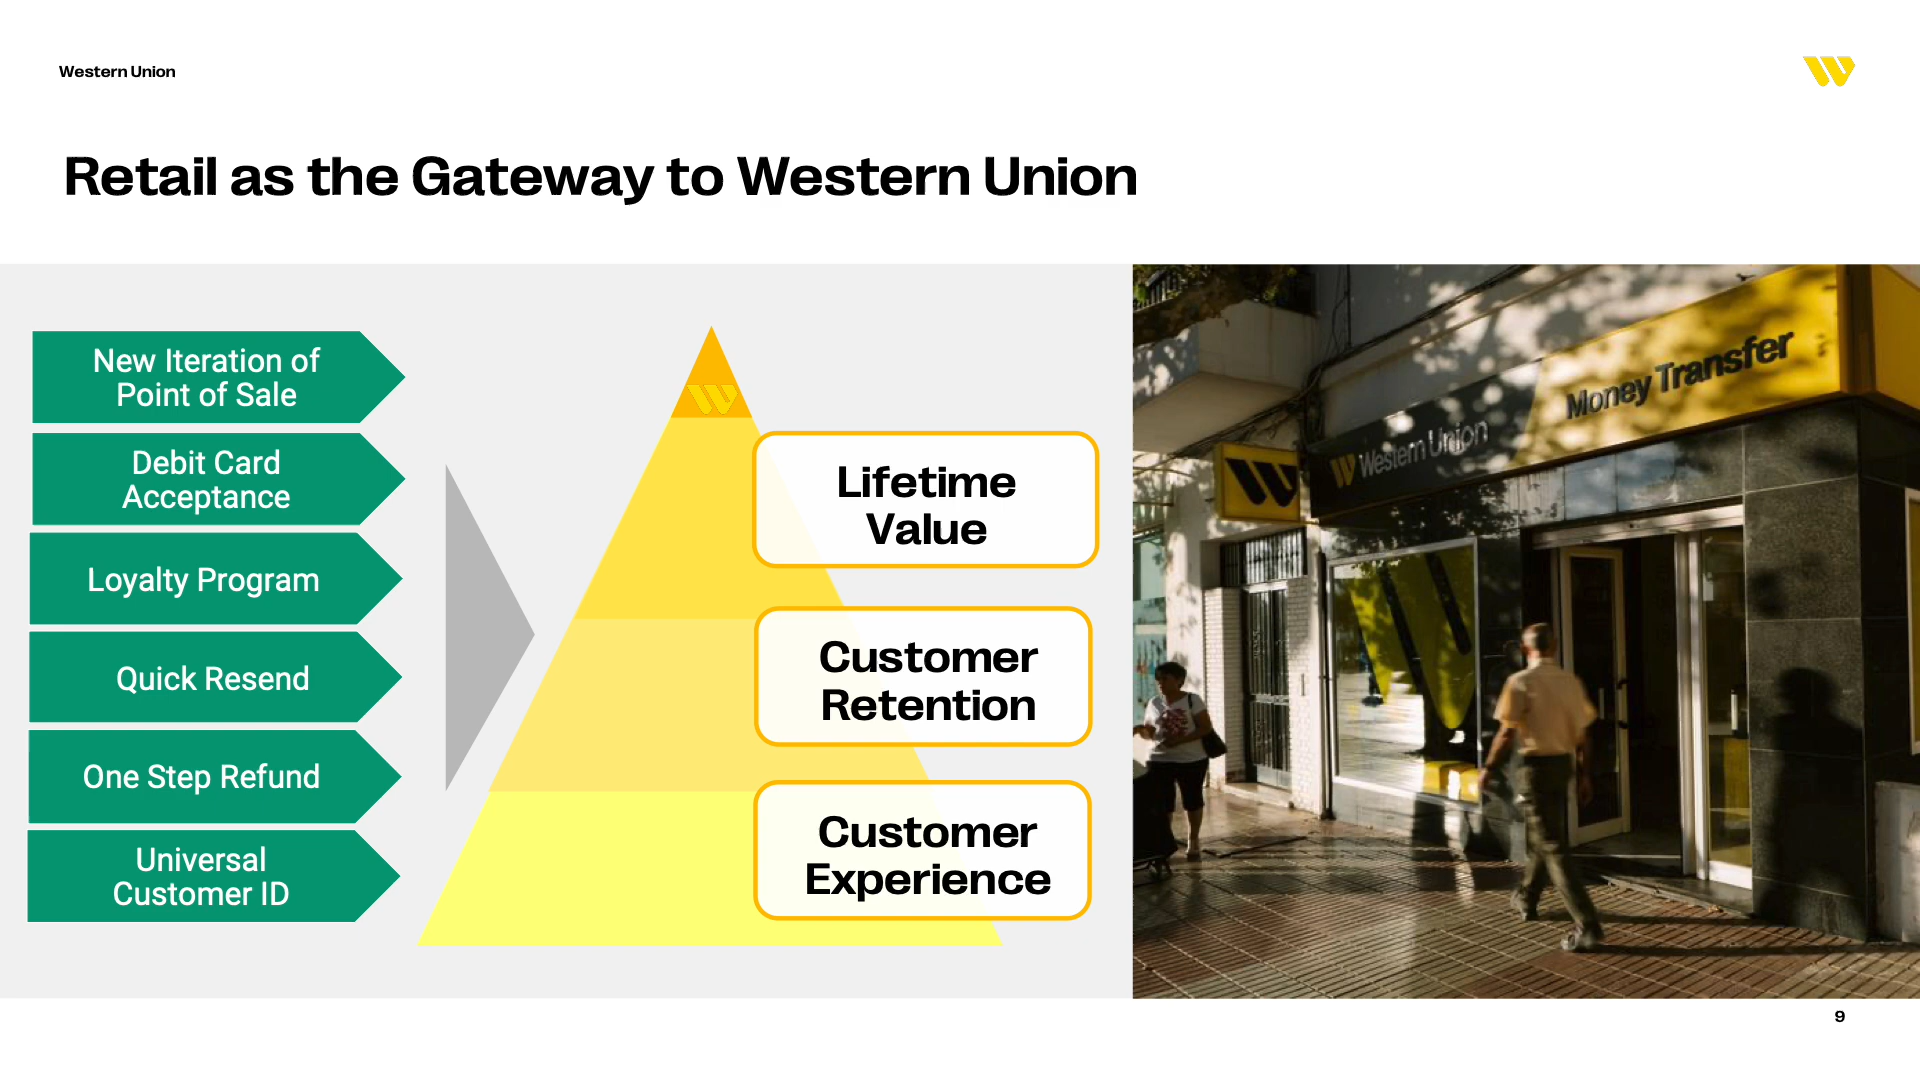 Western Union
Retail as the Gateway to Western Union
New Iteration of
Point of Sale
Debit Card
Acceptance
Loyalty Program
Quick Resend
One Step Refund
Universal
Customer ID
Lifetime
Value
Customer
Retention
Customer
Experience
Western Union
Money Transfer
9